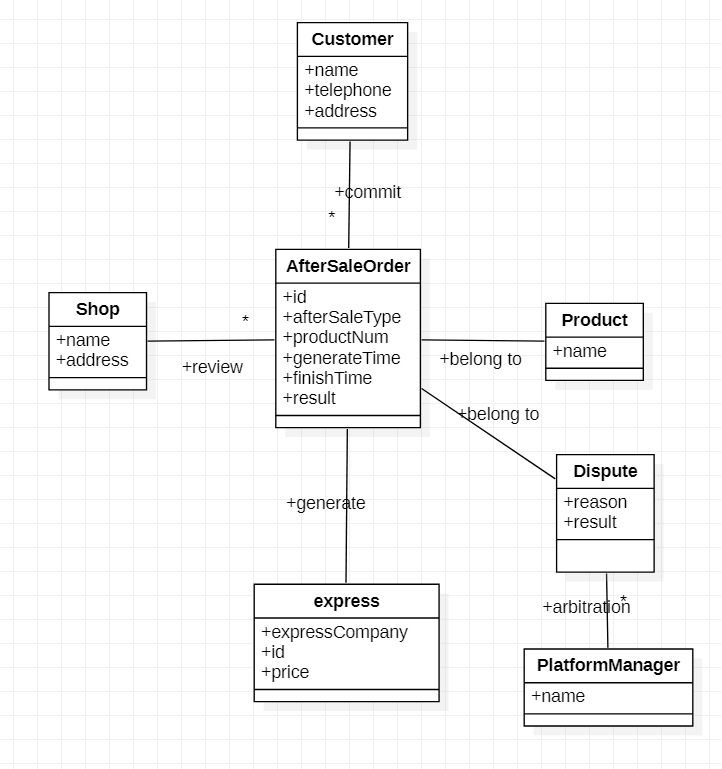 Customer
+name
+telephone
+address
+commit
*
AfterSaleOrder
+id
+afterSaleType
+productNum
+generateTime
+finishTime
+result
Shop
+name
+address
*
+review
Product
+name
+belong to
+belong to
Dispute
+reason
+result
+generate
express
+expressCompany
+id
+price
*
+arbitration
PlatformManager
+name